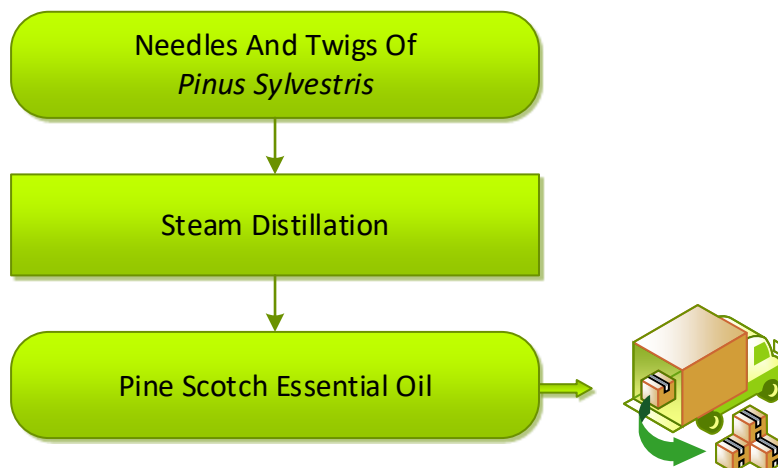 Needles And Twigs Of
Pinus Sylvestris
Steam Distillation
Pine Scotch Essential Oil